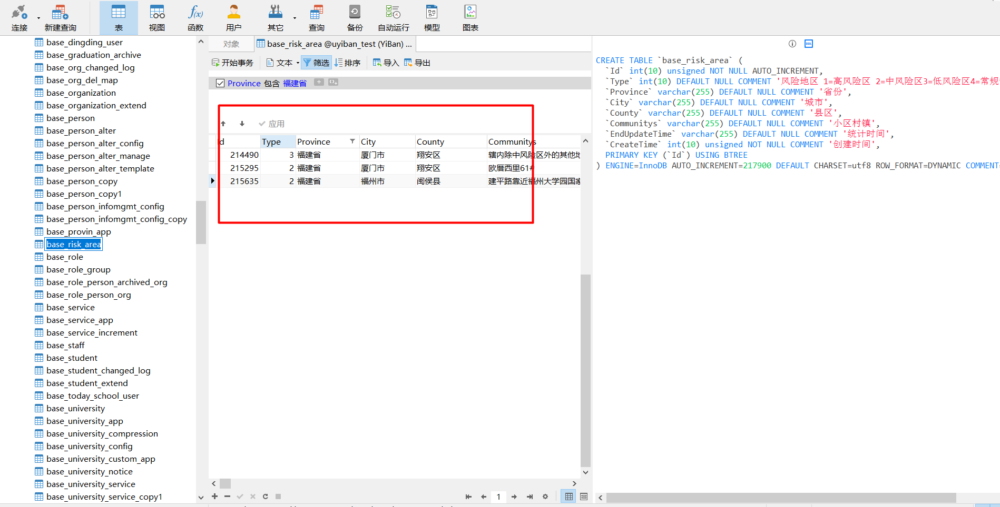 连接 新建查询 表 视图 函数 用户 其它 查询 备份 自动运行 模型 图表
base_dingding_user
base_graduation_archive
base_org_changed_log
base_org_del_map
base_organization
base_organization_extend
base_person
base_person_alter
base_person_alter_config
base_person_alter_manage
base_person_alter_template
base_person_copy
base_person_copy1
base_person_infomgmt_config
base_person_infomgmt_config_copy
base_provin_app
base_risk_area
base_role
base_role_group
base_role_person_archived_org
base_role_person_org
base_service
base_service_app
base_service_increment
base_staff
base_student
base_student_changed_log
base_student_extend
base_today_school_user
base_university
base_university_app
base_university_compression
base_university_config
base_university_custom_app
base_university_notice
base_university_service
base_university_service_copy1
对象 base_risk_area @uyiban_test (YiBan) ...
开始事务 文本 筛选 排序 导入 导出
Province 包含 福建省
应用
Id Type Province City County Communitys
214490 3 福建省 厦门市 翔安区 辖内除中风险区外的其他地
215295 2 福建省 厦门市 翔安区 欧厝西里61#
215635 2 福建省 福州市 闽侯县 建平路靠近福州大学园国家
1
DDL
CREATE TABLE `base_risk_area` (
`Id` int(10) unsigned NOT NULL AUTO_INCREMENT,
`Type` int(10) DEFAULT NULL COMMENT '风险地区 1=高风险区 2=中风险区3=低风险区4=常规
`Province` varchar(255) DEFAULT NULL COMMENT '省份',
`City` varchar(255) DEFAULT NULL COMMENT '城市',
`County` varchar(255) DEFAULT NULL COMMENT '县区',
`Communitys` varchar(255) DEFAULT NULL COMMENT '小区村镇',
`EndUpdateTime` varchar(255) DEFAULT NULL COMMENT '统计时间',
`CreateTime` int(10) unsigned NOT NULL COMMENT '创建时间',
PRIMARY KEY (`Id`) USING BTREE
) ENGINE=InnoDB AUTO_INCREMENT=217900 DEFAULT CHARSET=utf8 ROW_FORMAT=DYNAMIC COMMENT=